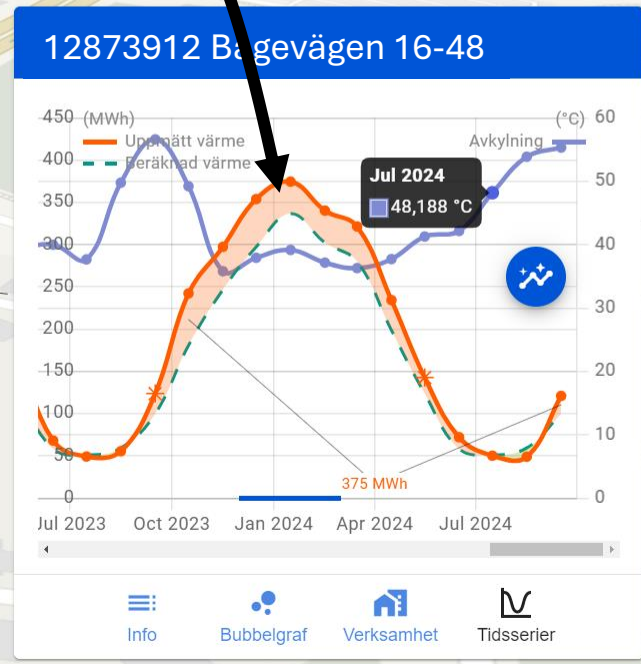 12873912 Bagevägen 16-48
450 (MWh) (°C) 60
Uppmätt värme
Avkylning
400
Beräknad värme
350 50
Jul 2024
48,188 °C
300 40
250
200 30
150 20
100
50 10
375 MWh
0 0
Jul 2023 Oct 2023 Jan 2024 Apr 2024 Jul 2024
Info Bubbelgraf Verksamhet Tidsserier